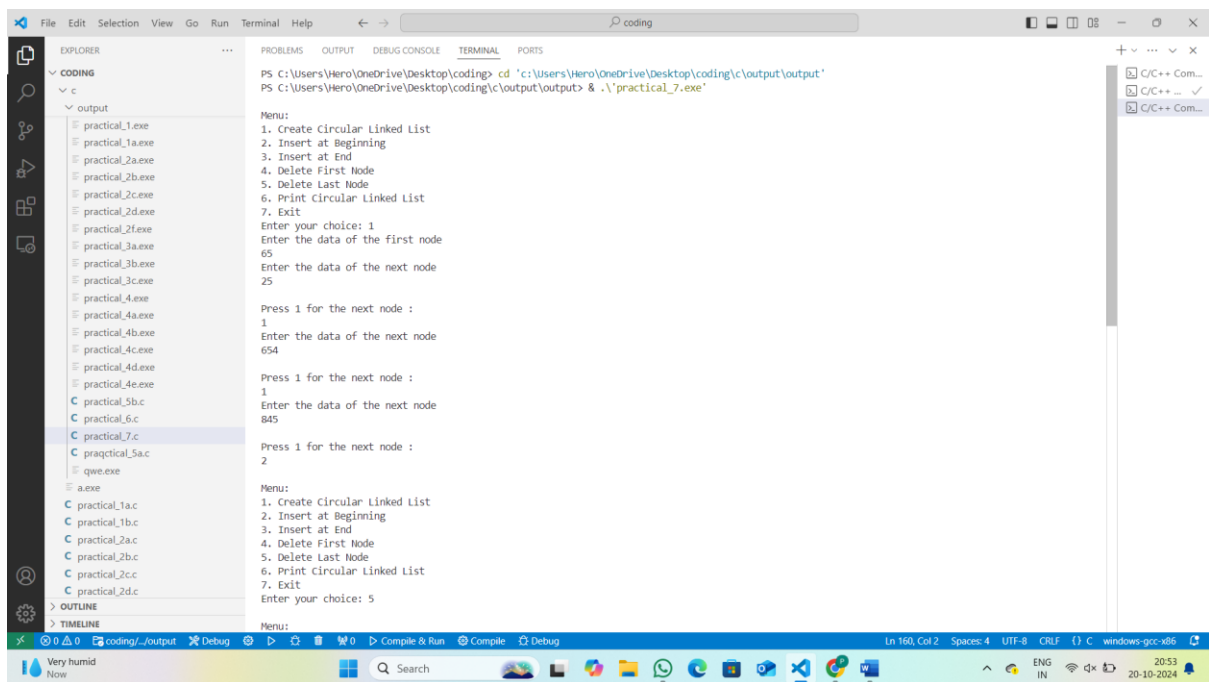 File Edit Selection View Go Run Terminal Help
coding
EXPLORER
CODING
c
output
practical_1.exe
practical_1a.exe
practical_2a.exe
practical_2b.exe
practical_2c.exe
practical_2d.exe
practical_2f.exe
practical_3a.exe
practical_3b.exe
practical_3c.exe
practical_4.exe
practical_4a.exe
practical_4b.exe
practical_4c.exe
practical_4d.exe
practical_4e.exe
C practical_5b.c
C practical_6.c
C practical_7.c
C praqctical_5a.c
qwe.exe
a.exe
C practical_1a.c
C practical_1b.c
C practical_2a.c
C practical_2b.c
C practical_2c.c
C practical_2d.c
OUTLINE
TIMELINE
PROBLEMS OUTPUT DEBUG CONSOLE TERMINAL PORTS
PS C:\Users\Hero\OneDrive\Desktop\coding> cd 'c:\Users\Hero\OneDrive\Desktop\coding\c\output\output'
PS C:\Users\Hero\OneDrive\Desktop\coding\c\output\output> & .\'practical_7.exe'
Menu:
1. Create Circular Linked List
2. Insert at Beginning
3. Insert at End
4. Delete First Node
5. Delete Last Node
6. Print Circular Linked List
7. Exit
Enter your choice: 1
Enter the data of the first node
65
Enter the data of the next node
25
Press 1 for the next node :
1
Enter the data of the next node
654
Press 1 for the next node :
1
Enter the data of the next node
845
Press 1 for the next node :
2
Menu:
1. Create Circular Linked List
2. Insert at Beginning
3. Insert at End
4. Delete First Node
5. Delete Last Node
6. Print Circular Linked List
7. Exit
Enter your choice: 5
Menu:
C/C++ Com...
C/C++ ...
C/C++ Com...
0 0 coding/.../output Debug 0 Compile & Run Compile Debug
Ln 160, Col 2 Spaces: 4 UTF-8 CRLF {} C windows-gcc-x86
Very humid
Now
Search
ENG
IN
20:53
20-10-2024